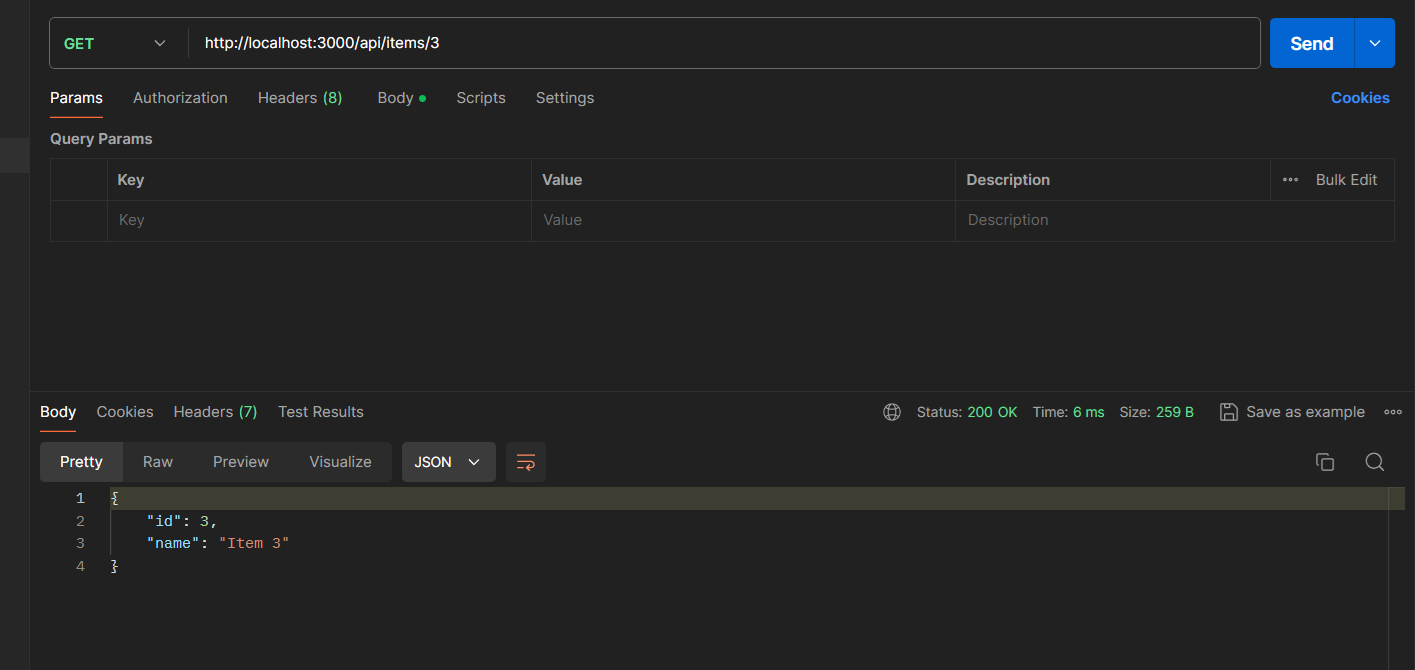 GET http://localhost:3000/api/items/3 Send
Params Authorization Headers (8) Body Scripts Settings Cookies
Query Params
Key Value Description ••• Bulk Edit
Key Value Description
Body Cookies Headers (7) Test Results Status: 200 OK Time: 6 ms Size: 259 B Save as example
Pretty Raw Preview Visualize JSON
1 {
2 "id": 3,
3 "name": "Item 3"
4 }